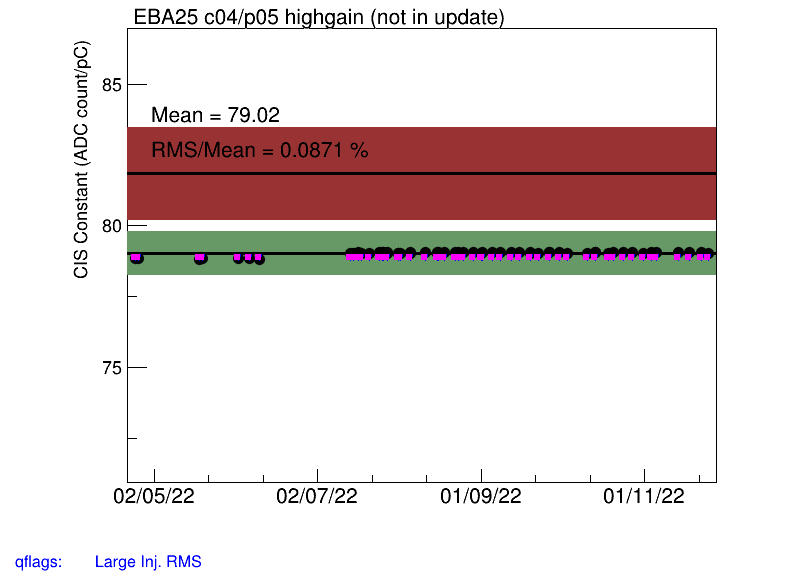 EBA25 c04/p05 highgain (not in update)
CIS Constant (ADC count/pC)
85
Mean = 79.02
RMS/Mean = 0.0871 %
80
75
02/05/22 02/07/22 01/09/22 01/11/22
qflags: Large Inj. RMS